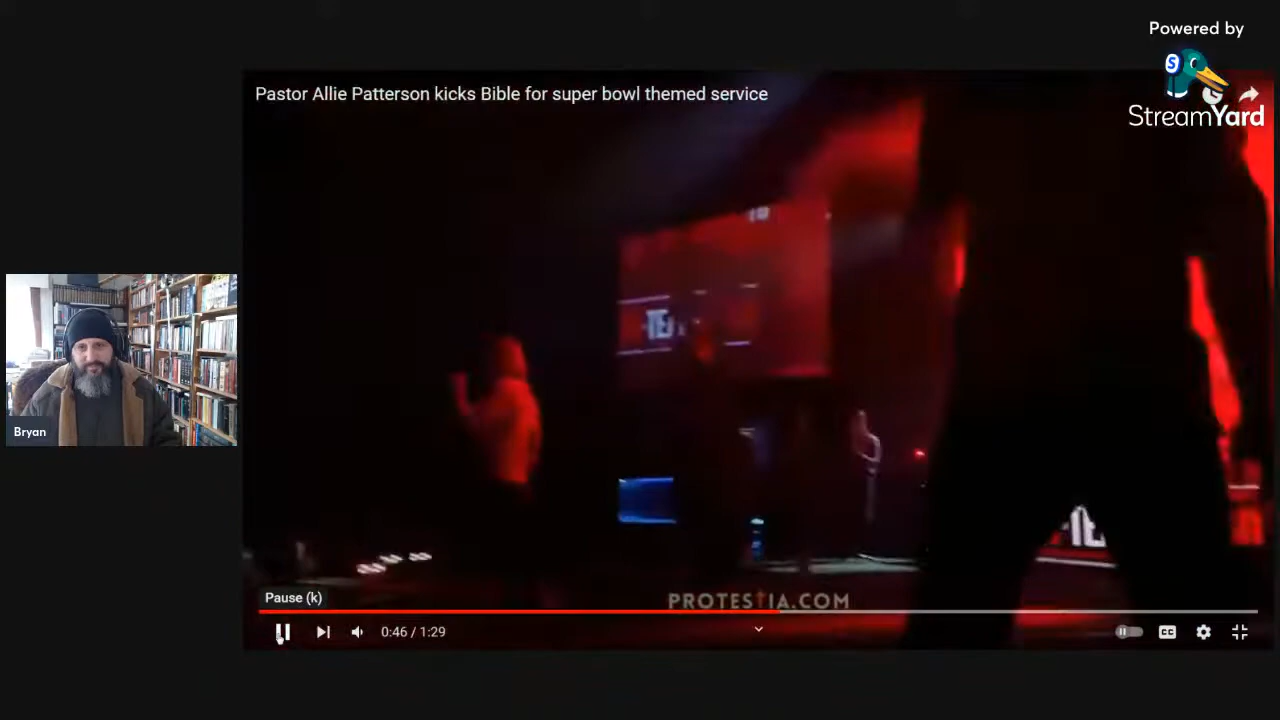 Powered by
StreamYard
Pastor Allie Patterson kicks Bible for super bowl themed service
Bryan
PROTESTIA.COM
Pause (k)
0:46 / 1:29
CC